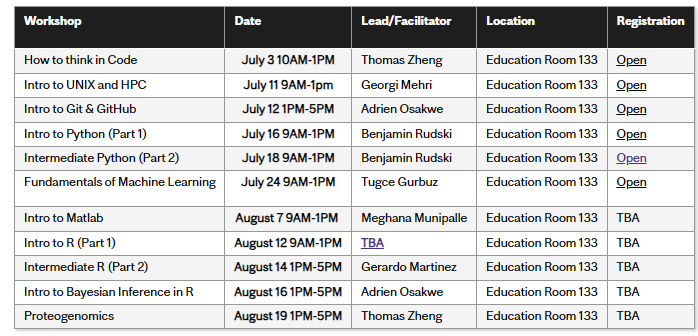 Workshop Date Lead/Facilitator Location Registration
How to think in Code July 3 10AM-1PM Thomas Zheng Education Room 133 Open
Intro to UNIX and HPC July 11 9AM-1pm Georgi Mehri Education Room 133 Open
Intro to Git & GitHub July 12 1PM-5PM Adrien Osakwe Education Room 133 Open
Intro to Python (Part 1) July 16 9AM-1PM Benjamin Rudski Education Room 133 Open
Intermediate Python (Part 2) July 18 9AM-1PM Benjamin Rudski Education Room 133 Open
Fundamentals of Machine Learning July 24 9AM-1PM Tugce Gurbuz Education Room 133 Open
Intro to Matlab August 7 9AM-1PM Meghana Munipalle Education Room 133 TBA
Intro to R (Part 1) August 12 9AM-1PM TBA Education Room 133 TBA
Intermediate R (Part 2) August 14 1PM-5PM Gerardo Martinez Education Room 133 TBA
Intro to Bayesian Inference in R August 16 1PM-5PM Adrien Osakwe Education Room 133 TBA
Proteogenomics August 19 1PM-5PM Thomas Zheng Education Room 133 TBA